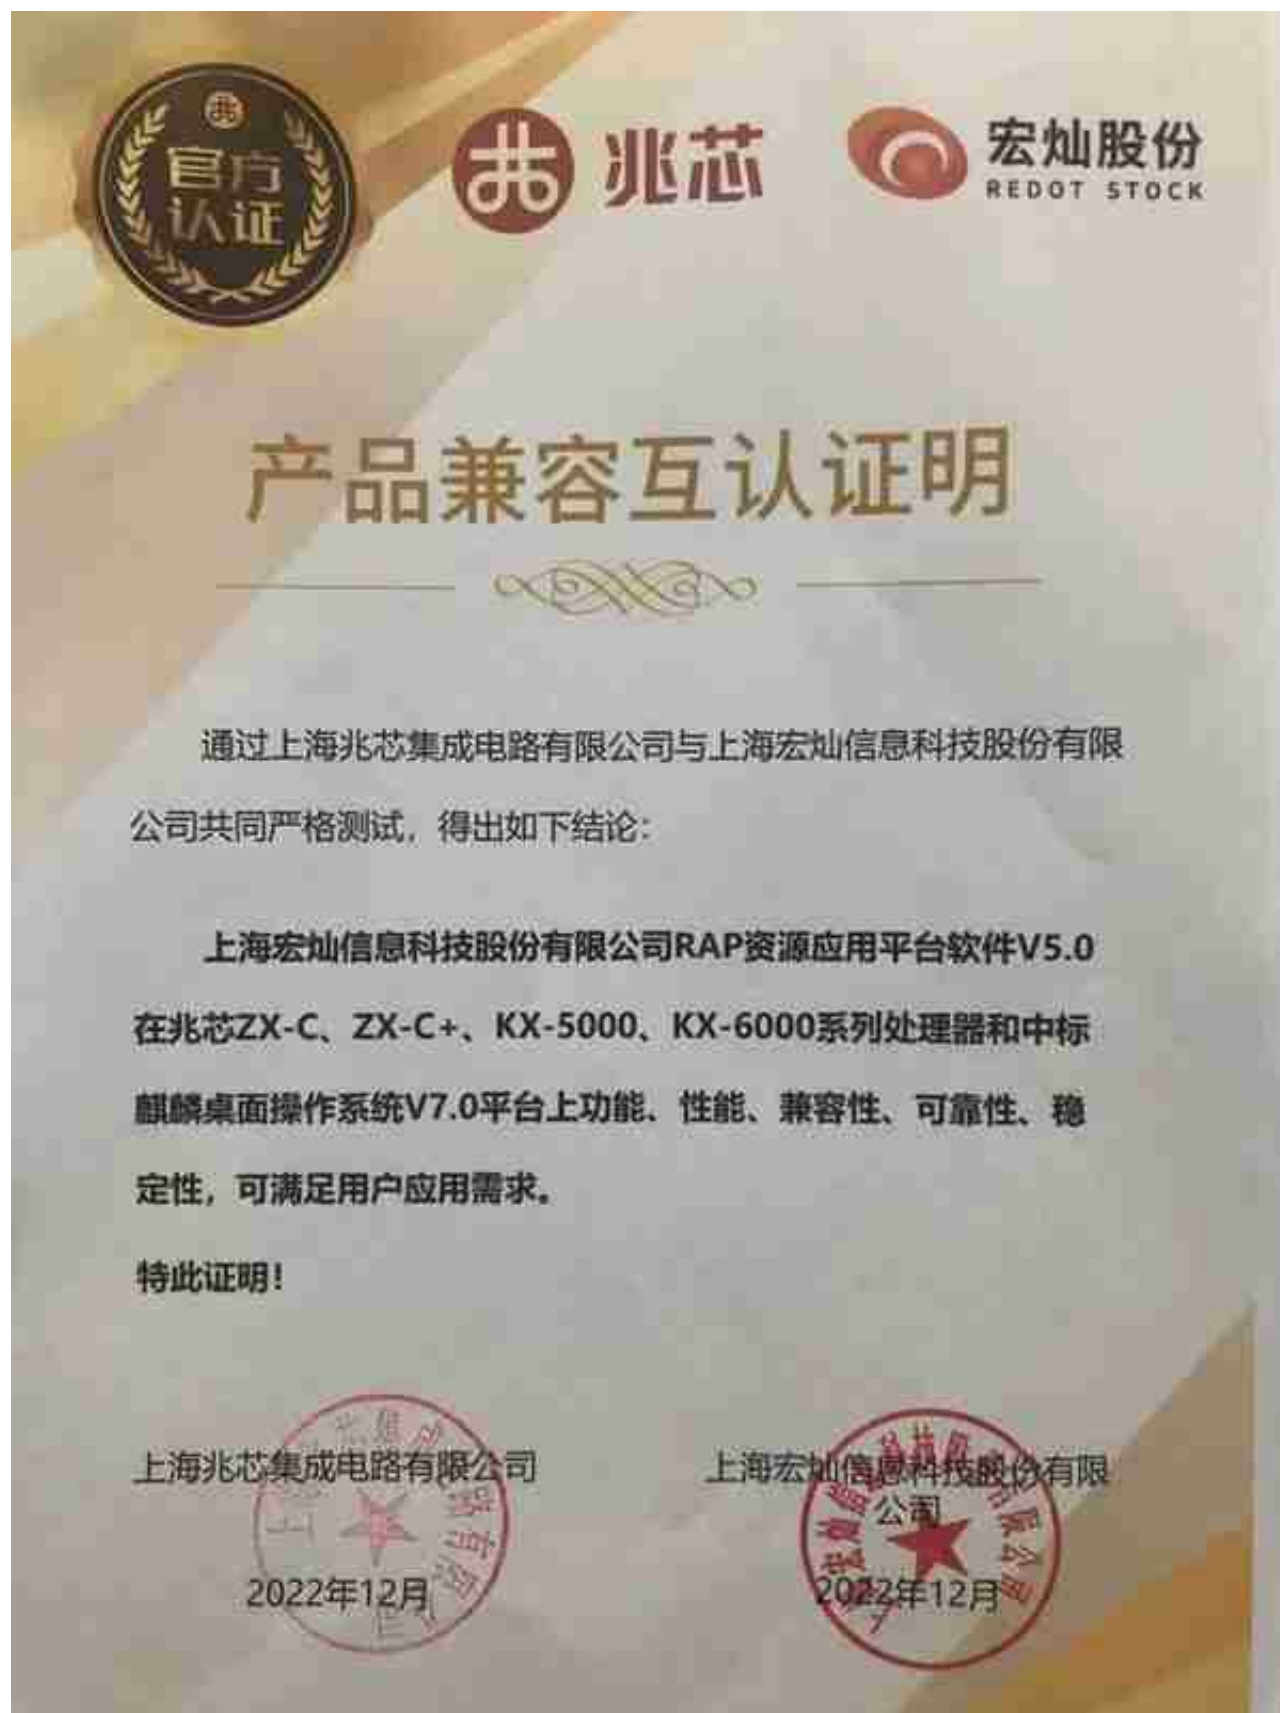 官方
认证
兆芯
宏灿股份
REDOT STOCK
产品兼容互认证明
通过上海兆芯集成电路有限公司与上海宏灿信息科技股份有限
公司共同严格测试，得出如下结论：
上海宏灿信息科技股份有限公司RAP资源应用平台软件V5.0
在兆芯ZX-C、ZX-C+、KX-5000、KX-6000系列处理器和中标
麒麟桌面操作系统V7.0平台上功能、性能、兼容性、可靠性、稳
定性，可满足用户应用需求。
特此证明！
上海兆芯集成电路有限公司
2022年12月
上海宏灿信息科技股份有限
公司
2022年12月